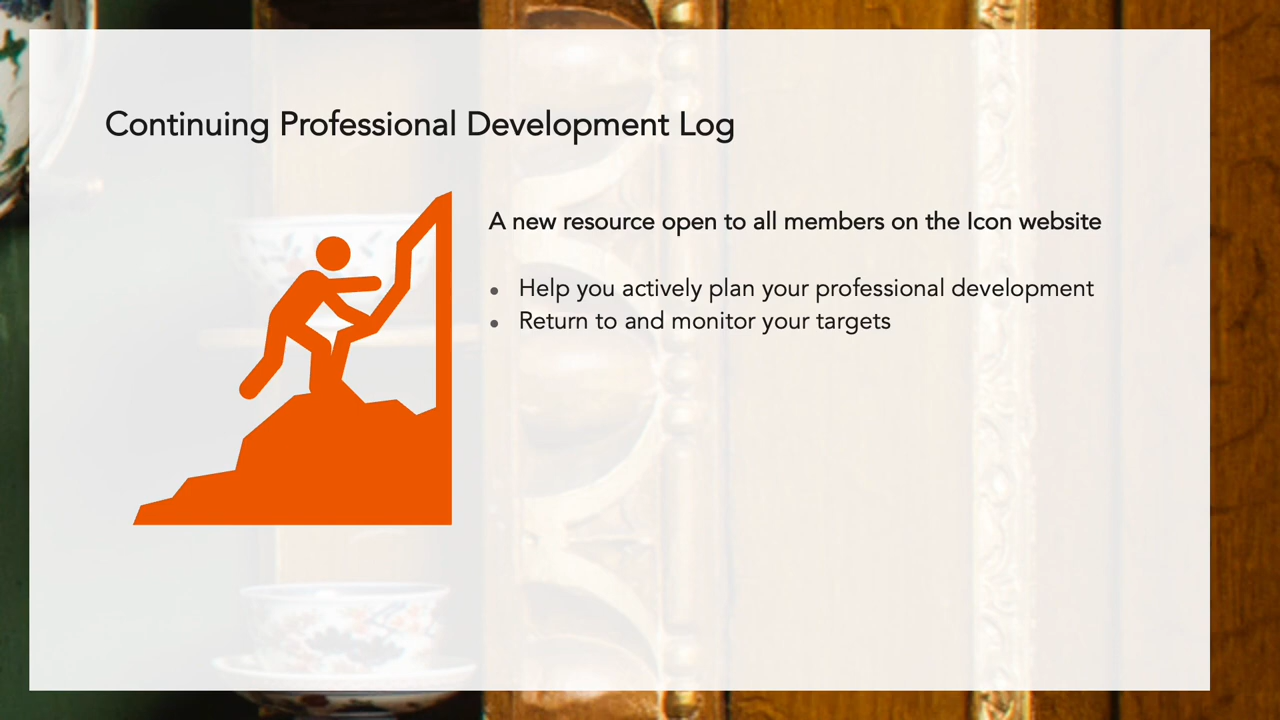 Continuing Professional Development Log
A new resource open to all members on the Icon website
• Help you actively plan your professional development
• Return to and monitor your targets